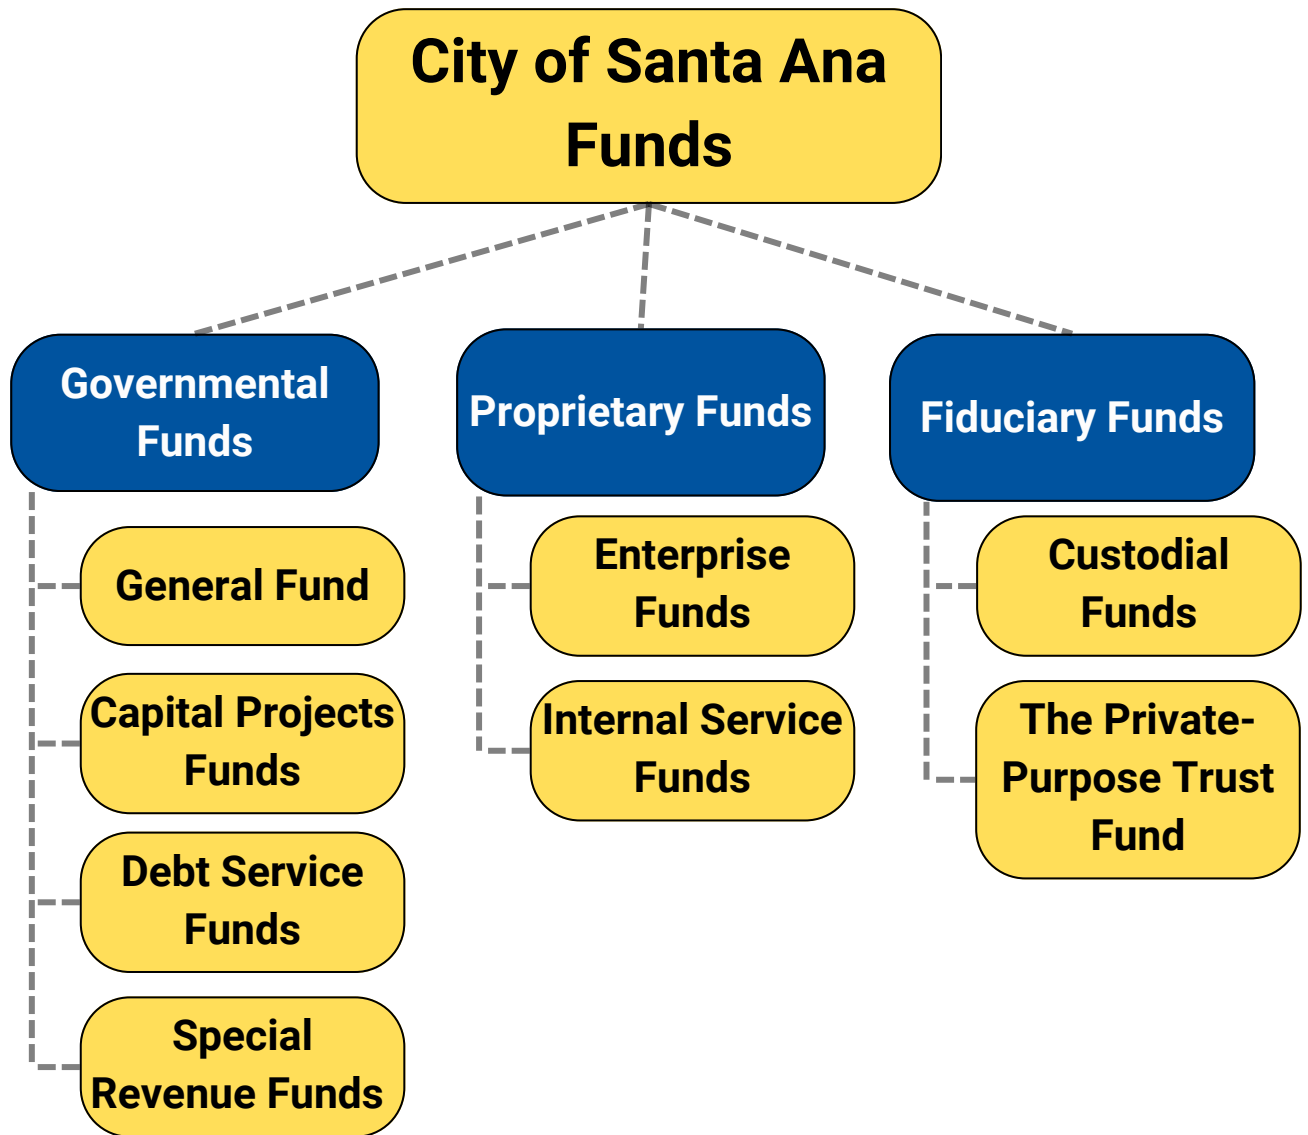 City of Santa Ana
Funds
Governmental
Funds
General Fund
Capital Projects
Funds
Debt Service
Funds
Special
Revenue Funds
Proprietary Funds
Enterprise
Funds
Internal Service
Funds
Fiduciary Funds
Custodial
Funds
The Private-
Purpose Trust
Fund